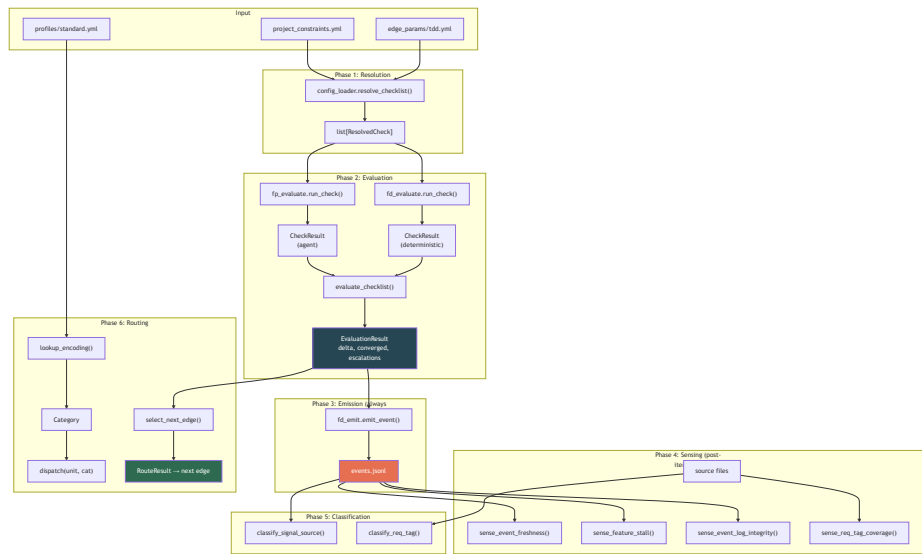 Input
profiles/standard.yml
project_constraints.yml
edge_params/tdd.yml
Phase 1: Resolution
config_loader.resolve_checklist()
list[ResolvedCheck]
Phase 2: Evaluation
fp_evaluate.run_check()
fd_evaluate.run_check()
CheckResult
(agent)
CheckResult
(deterministic)
evaluate_checklist()
EvaluationResult
delta, converged,
escalations
Phase 6: Routing
lookup_encoding()
Category
select_next_edge()
dispatch(unit, cat)
RouteResult → next edge
Phase 3: Emission (always
fd_emit.emit_event()
events.jsonl
Phase 4: Sensing (post-
source files
sense_event_freshness()
sense_feature_stall()
sense_event_log_integrity()
sense_req_tag_coverage()
Phase 5: Classification
classify_signal_source()
classify_req_tag()